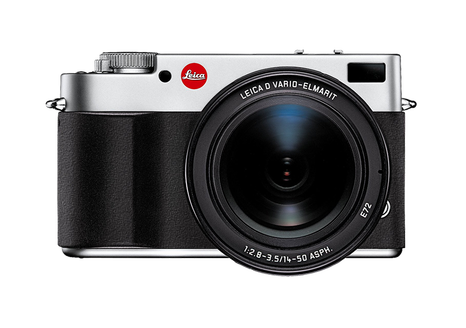 Leica
LEICA D VARIO-ELMARIT
E72
1:2.8-3.5/14-50 ASPH.